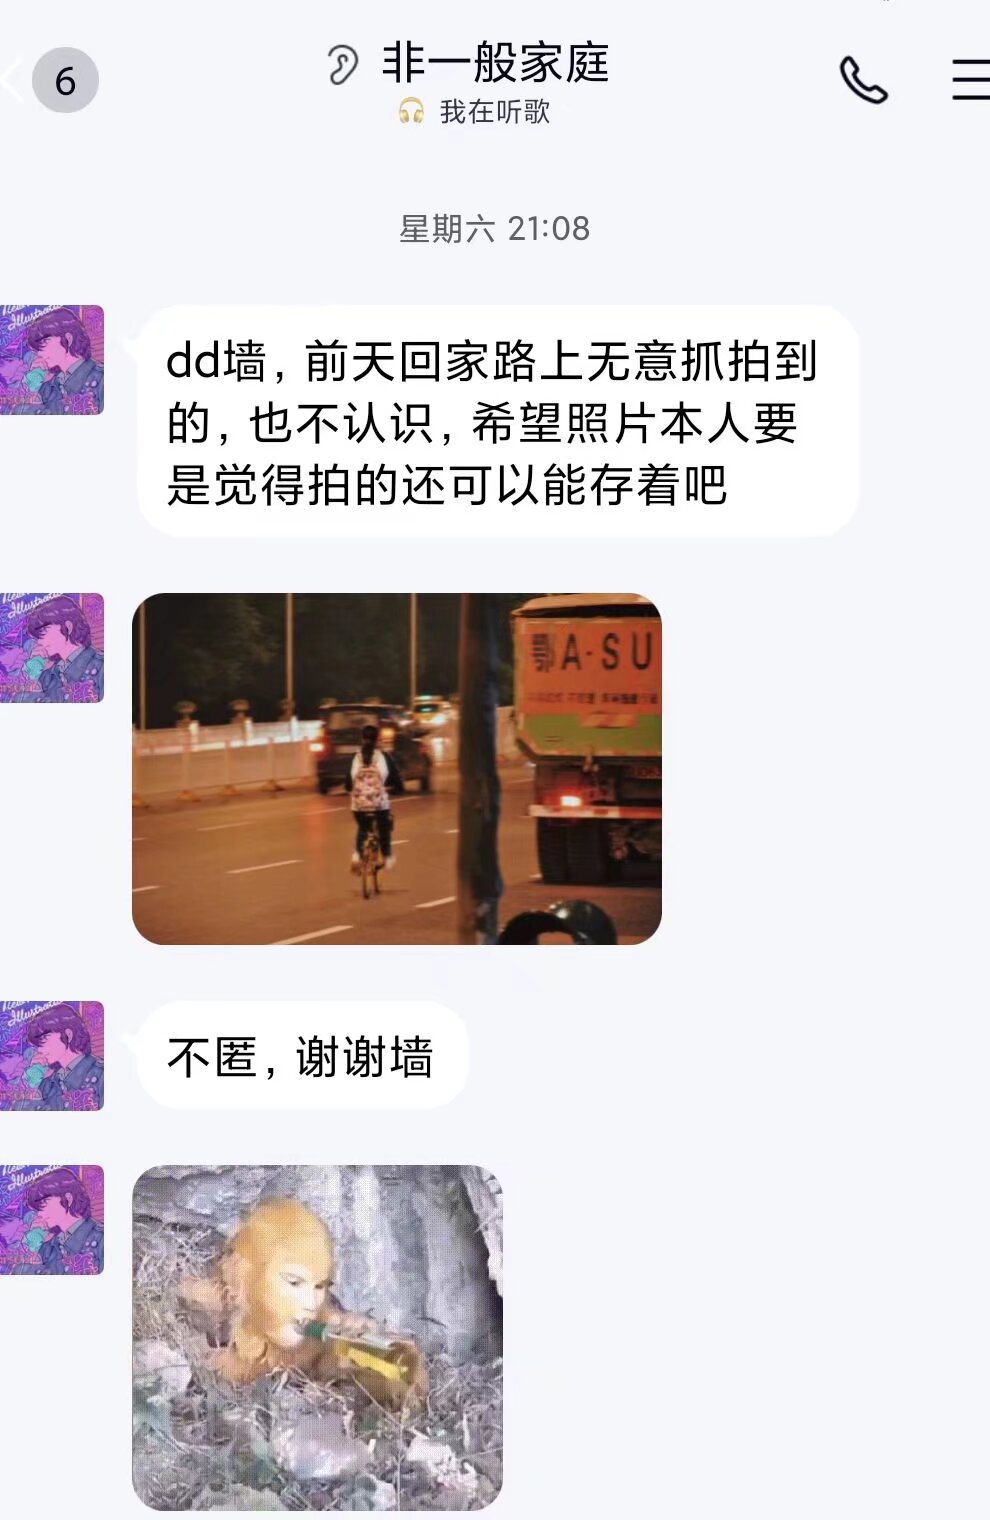 6
非一般家庭
我在听歌
星期六 21:08
dd墙，前天回家路上无意抓拍到
的，也不认识，希望照片本人要
是觉得拍的还可以能存着吧
鄂A·SU
不匿，谢谢墙